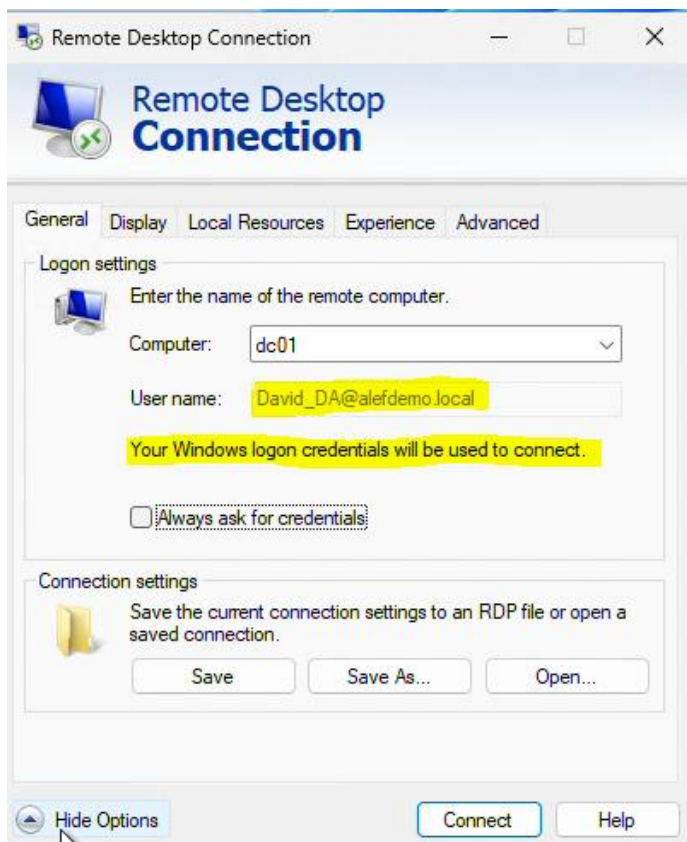 Remote Desktop Connection
Remote Desktop
Connection
General Display Local Resources Experience Advanced
Logon settings
Enter the name of the remote computer.
Computer: dc01
User name: David_DA@alefdemo.local
Your Windows logon credentials will be used to connect.
Always ask for credentials
Connection settings
Save the current connection settings to an RDP file or open a
saved connection.
Save Save As... Open...
Hide Options Connect Help